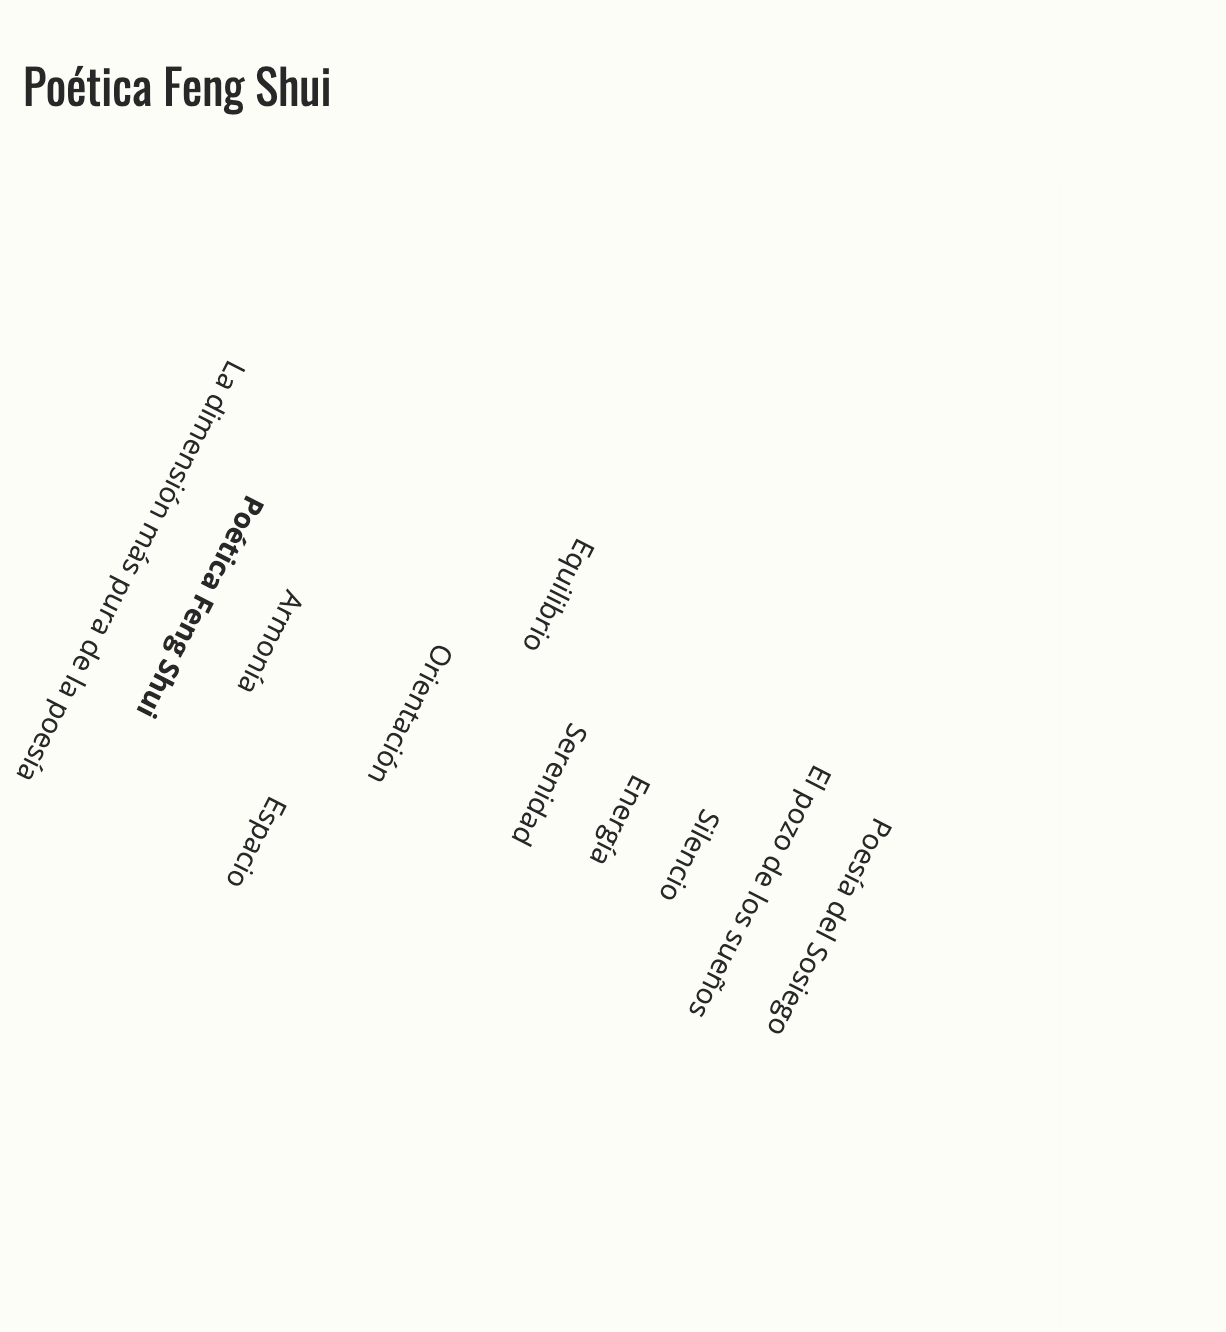 Poética Feng Shui
La dimensión más pura de la poesía
Poética Feng Shui
Armonía
Espacio
Orientación
Equilibrio
Serenidad
Energía
Silencio
El pozo de los sueños
Poesía del Sosiego